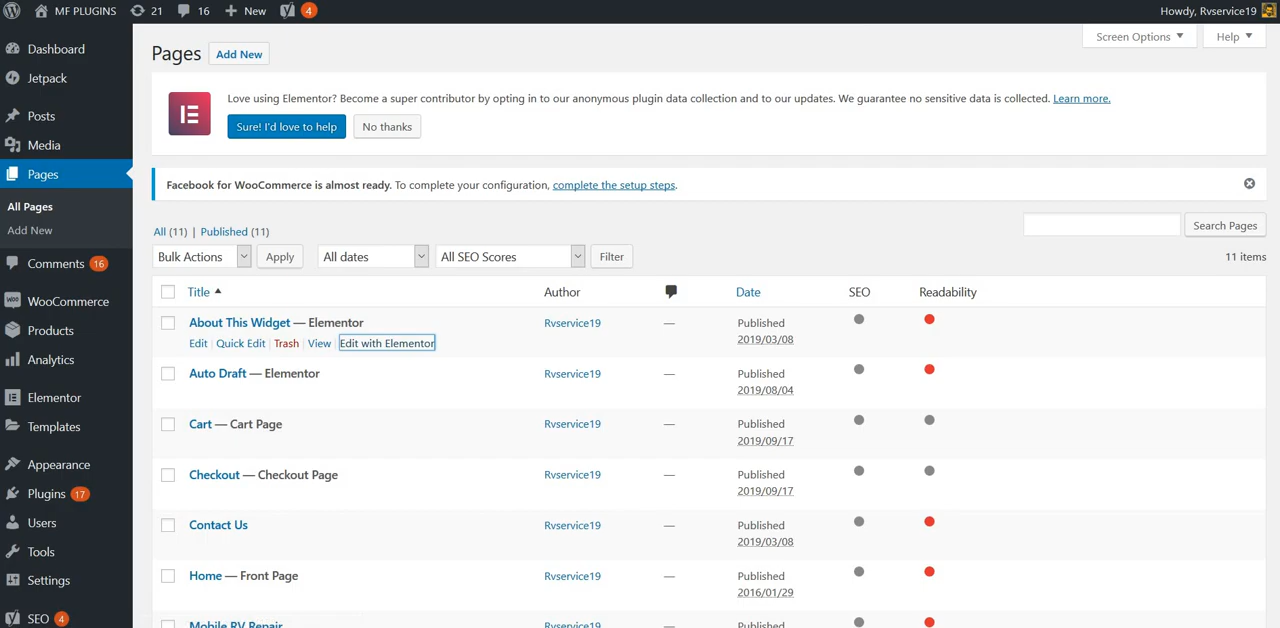 MF PLUGINS 21 16 New 4 Howdy, Rvservice19
Dashboard
Jetpack
Posts
Media
Pages
All Pages
Add New
Comments 16
WooCommerce
Products
Analytics
Elementor
Templates
Appearance
Plugins 17
Users
Tools
Settings
SEO 4
Screen Options Help
Pages Add New
Love using Elementor? Become a super contributor by opting in to our anonymous plugin data collection and to our updates. We guarantee no sensitive data is collected. Learn more.
Sure! I'd love to help No thanks
Facebook for WooCommerce is almost ready. To complete your configuration, complete the setup steps.
All (11) | Published (11)
Search Pages
Bulk Actions Apply All dates All SEO Scores Filter 11 items
Title Author Date SEO Readability
About This Widget — Elementor Rvservice19 — Published
2019/03/08
Edit | Quick Edit | Trash | View | Edit with Elementor
Auto Draft — Elementor Rvservice19 — Published
2019/08/04
Cart — Cart Page Rvservice19 — Published
2019/09/17
Checkout — Checkout Page Rvservice19 — Published
2019/09/17
Contact Us Rvservice19 — Published
2019/03/08
Home — Front Page Rvservice19 — Published
2016/01/29
Mobile RV Repair Rvservice19 — Published